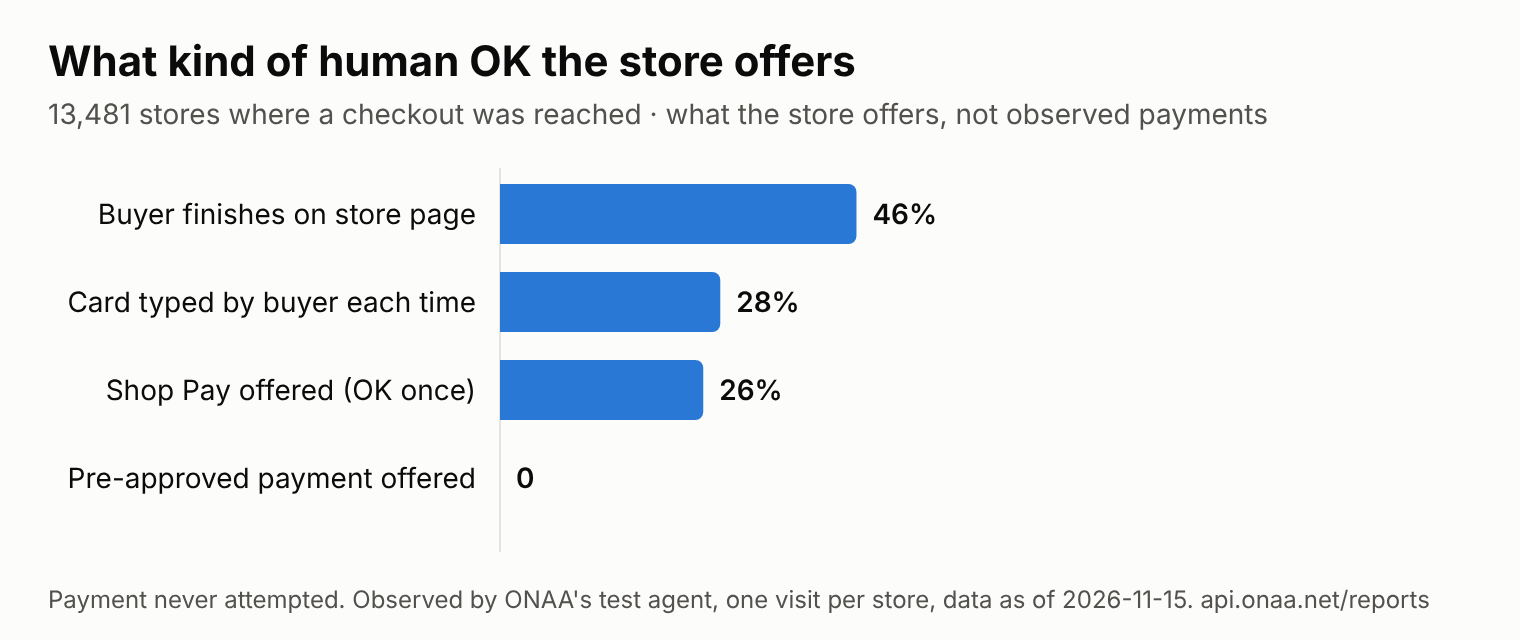 What kind of human OK the store offers
13,481 stores where a checkout was reached · what the store offers, not observed payments
Buyer finishes on store page 46%
Card typed by buyer each time 28%
Shop Pay offered (OK once) 26%
Pre-approved payment offered 0
Payment never attempted. Observed by ONAA's test agent, one visit per store, data as of 2026-11-15. api.onaa.net/reports